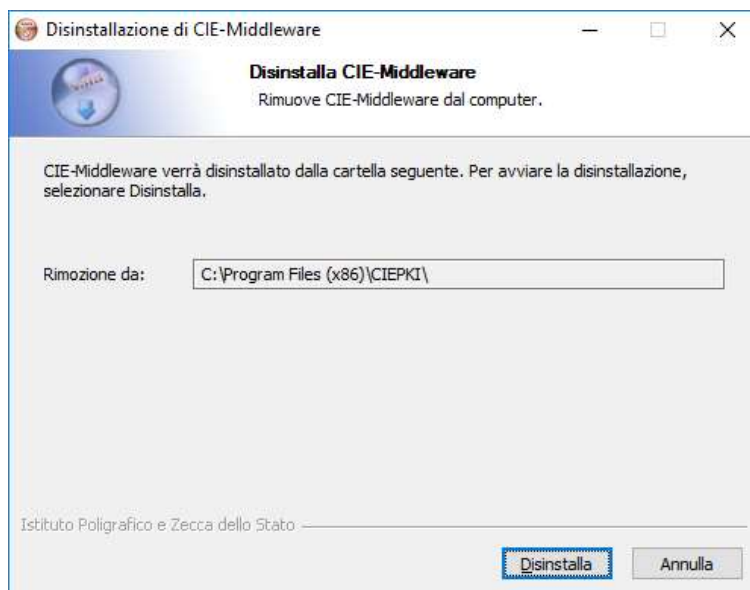 Disinstallazione di CIE-Middleware
Disinstalla CIE-Middleware
Rimuove CIE-Middleware dal computer.
CIE-Middleware verrà disinstallato dalla cartella seguente. Per avviare la disinstallazione,
selezionare Disinstalla.
Rimozione da: C:\Program Files (x86)\CIEPKI\
Istituto Poligrafico e Zecca dello Stato
Disinstalla Annulla